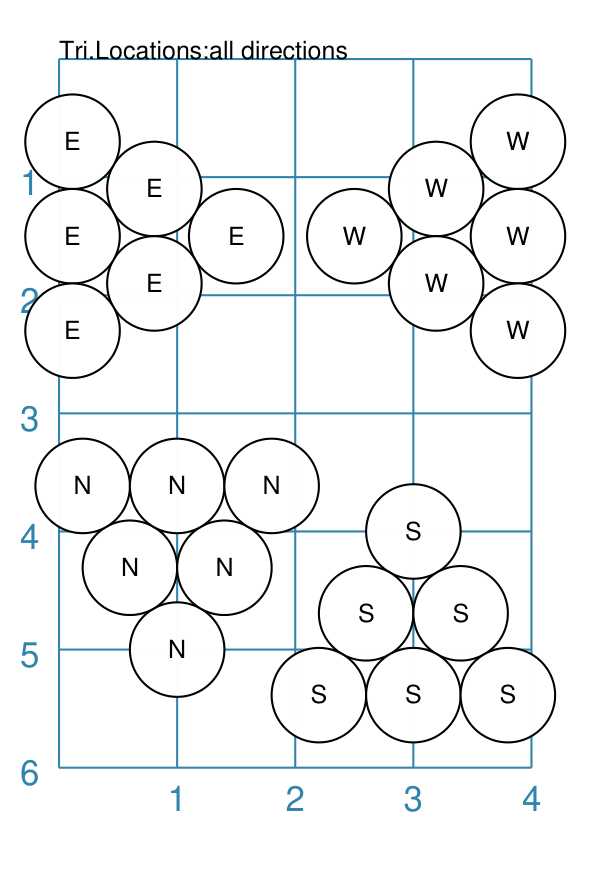 Tri.Locations:all directions
E W
1 E W
E E W W
2 E W
E W
3
N N N
4 S
N N S S
5 N
S S S
6
1 2 3 4